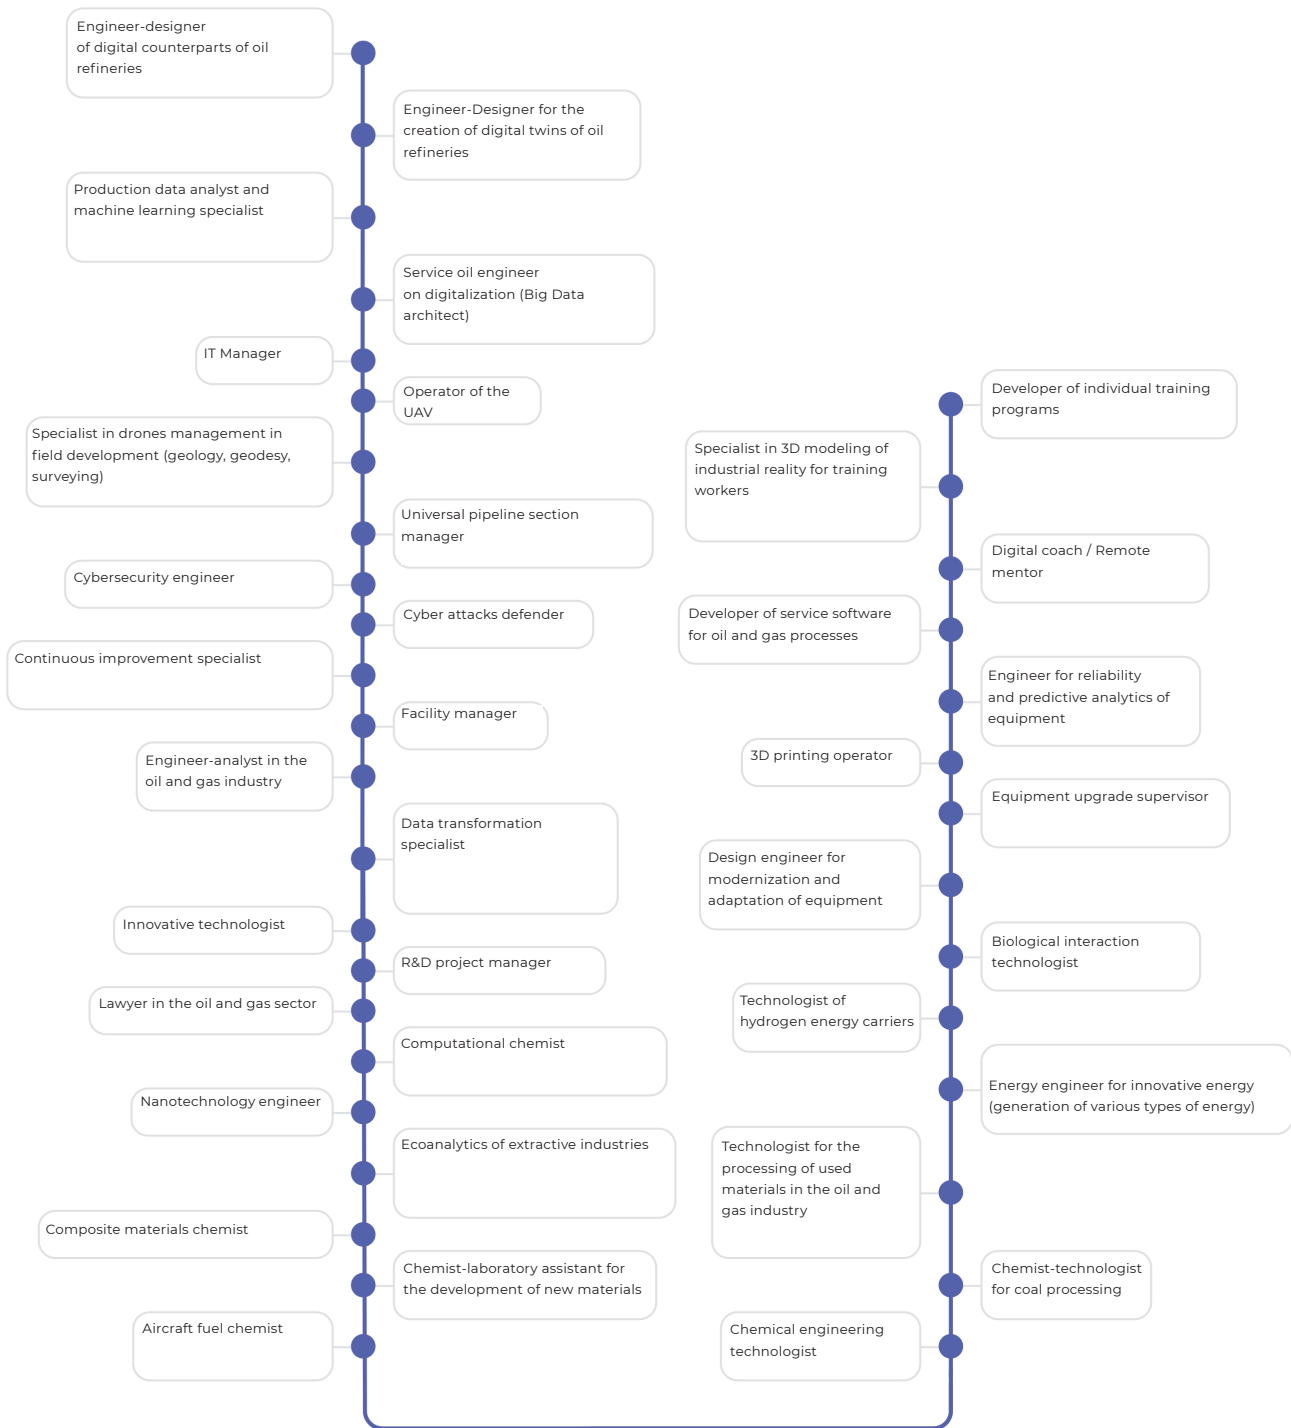 Engineer-designer
of digital counterparts of oil
refineries
Engineer-Designer for the
creation of digital twins of oil
refineries
Production data analyst and
machine learning specialist
Service oil engineer
on digitalization (Big Data
architect)
IT Manager
Operator of the
UAV
Specialist in drones management in
field development (geology, geodesy,
surveying)
Universal pipeline section
manager
Cybersecurity engineer
Cyber attacks defender
Continuous improvement specialist
Facility manager
Engineer-analyst in the
oil and gas industry
Data transformation
specialist
Innovative technologist
R&D project manager
Lawyer in the oil and gas sector
Computational chemist
Nanotechnology engineer
Ecoanalytics of extractive industries
Composite materials chemist
Chemist-laboratory assistant for
the development of new materials
Aircraft fuel chemist
Developer of individual training
programs
Specialist in 3D modeling of
industrial reality for training
workers
Digital coach / Remote
mentor
Developer of service software
for oil and gas processes
Engineer for reliability
and predictive analytics of
equipment
3D printing operator
Equipment upgrade supervisor
Design engineer for
modernization and
adaptation of equipment
Biological interaction
technologist
Technologist of
hydrogen energy carriers
Energy engineer for innovative energy
(generation of various types of energy)
Technologist for the
processing of used
materials in the oil and
gas industry
Chemist-technologist
for coal processing
Chemical engineering
technologist